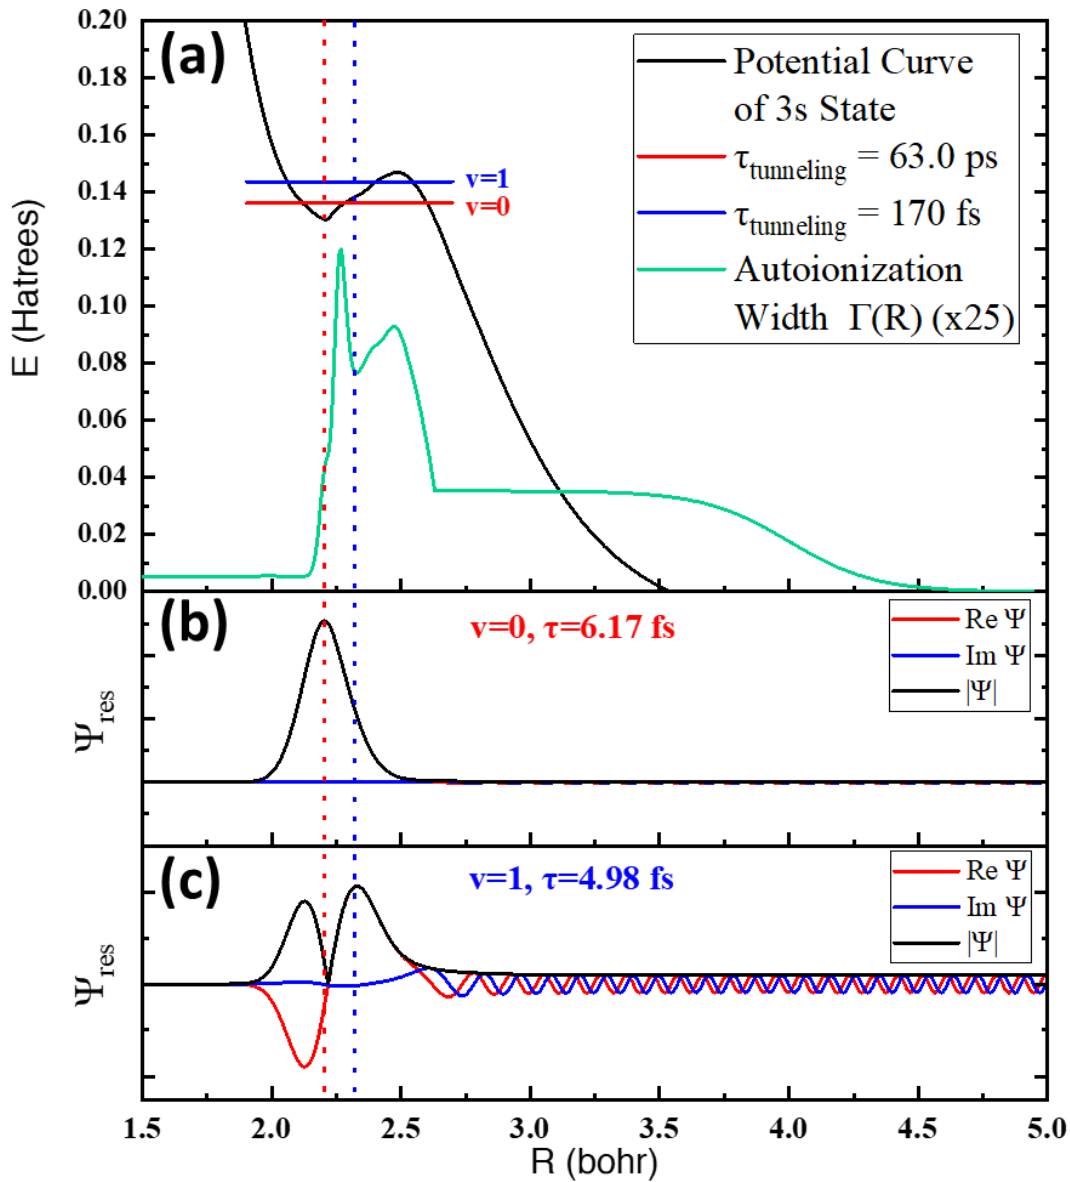 0.20
0.18
0.16
0.14
0.12
0.10
0.08
0.06
0.04
0.02
0.00
E (Hatrees)
(a)
v=1
v=0
Potential Curve
of 3s State
τtunneling = 63.0 ps
τtunneling = 170 fs
Autoionization
Width Γ(R) (x25)
(b)
v=0, τ=6.17 fs
Re Ψ
Im Ψ
|Ψ|
Ψres
(c)
v=1, τ=4.98 fs
Re Ψ
Im Ψ
|Ψ|
Ψres
1.5 2.0 2.5 3.0 3.5 4.0 4.5 5.0
R (bohr)